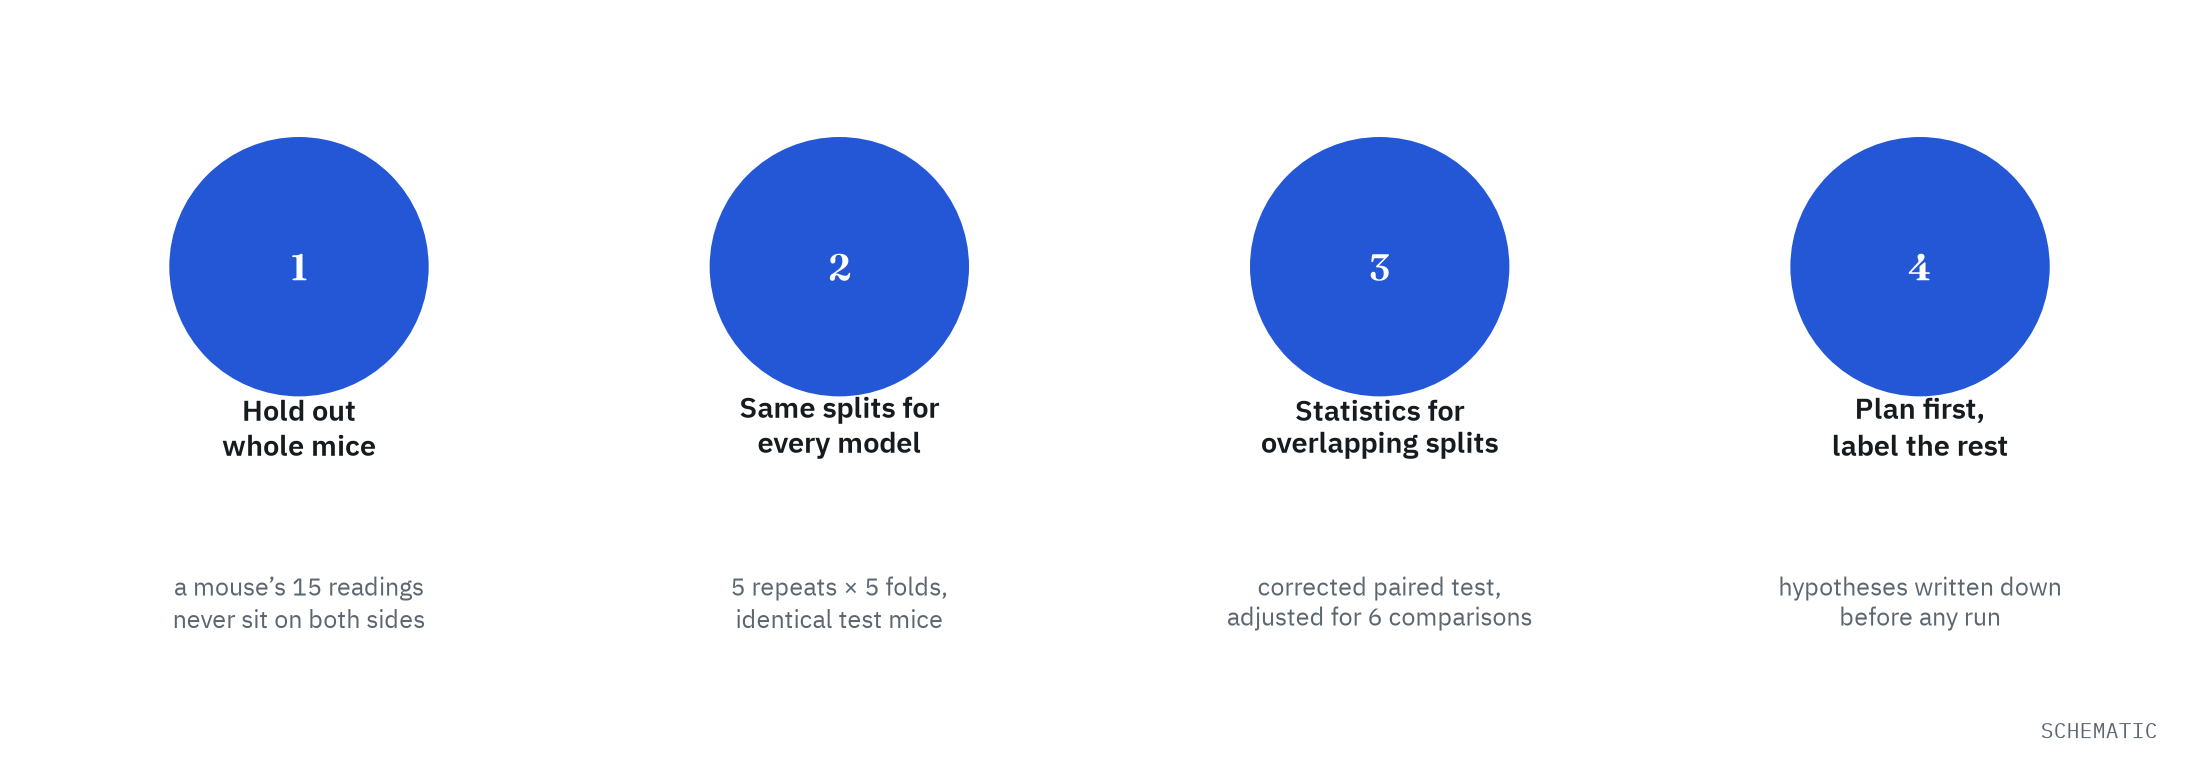 1
Hold out
whole mice
a mouse’s 15 readings
never sit on both sides
2
Same splits for
every model
5 repeats × 5 folds,
identical test mice
3
Statistics for
overlapping splits
corrected paired test,
adjusted for 6 comparisons
4
Plan first,
label the rest
hypotheses written down
before any run
SCHEMATIC